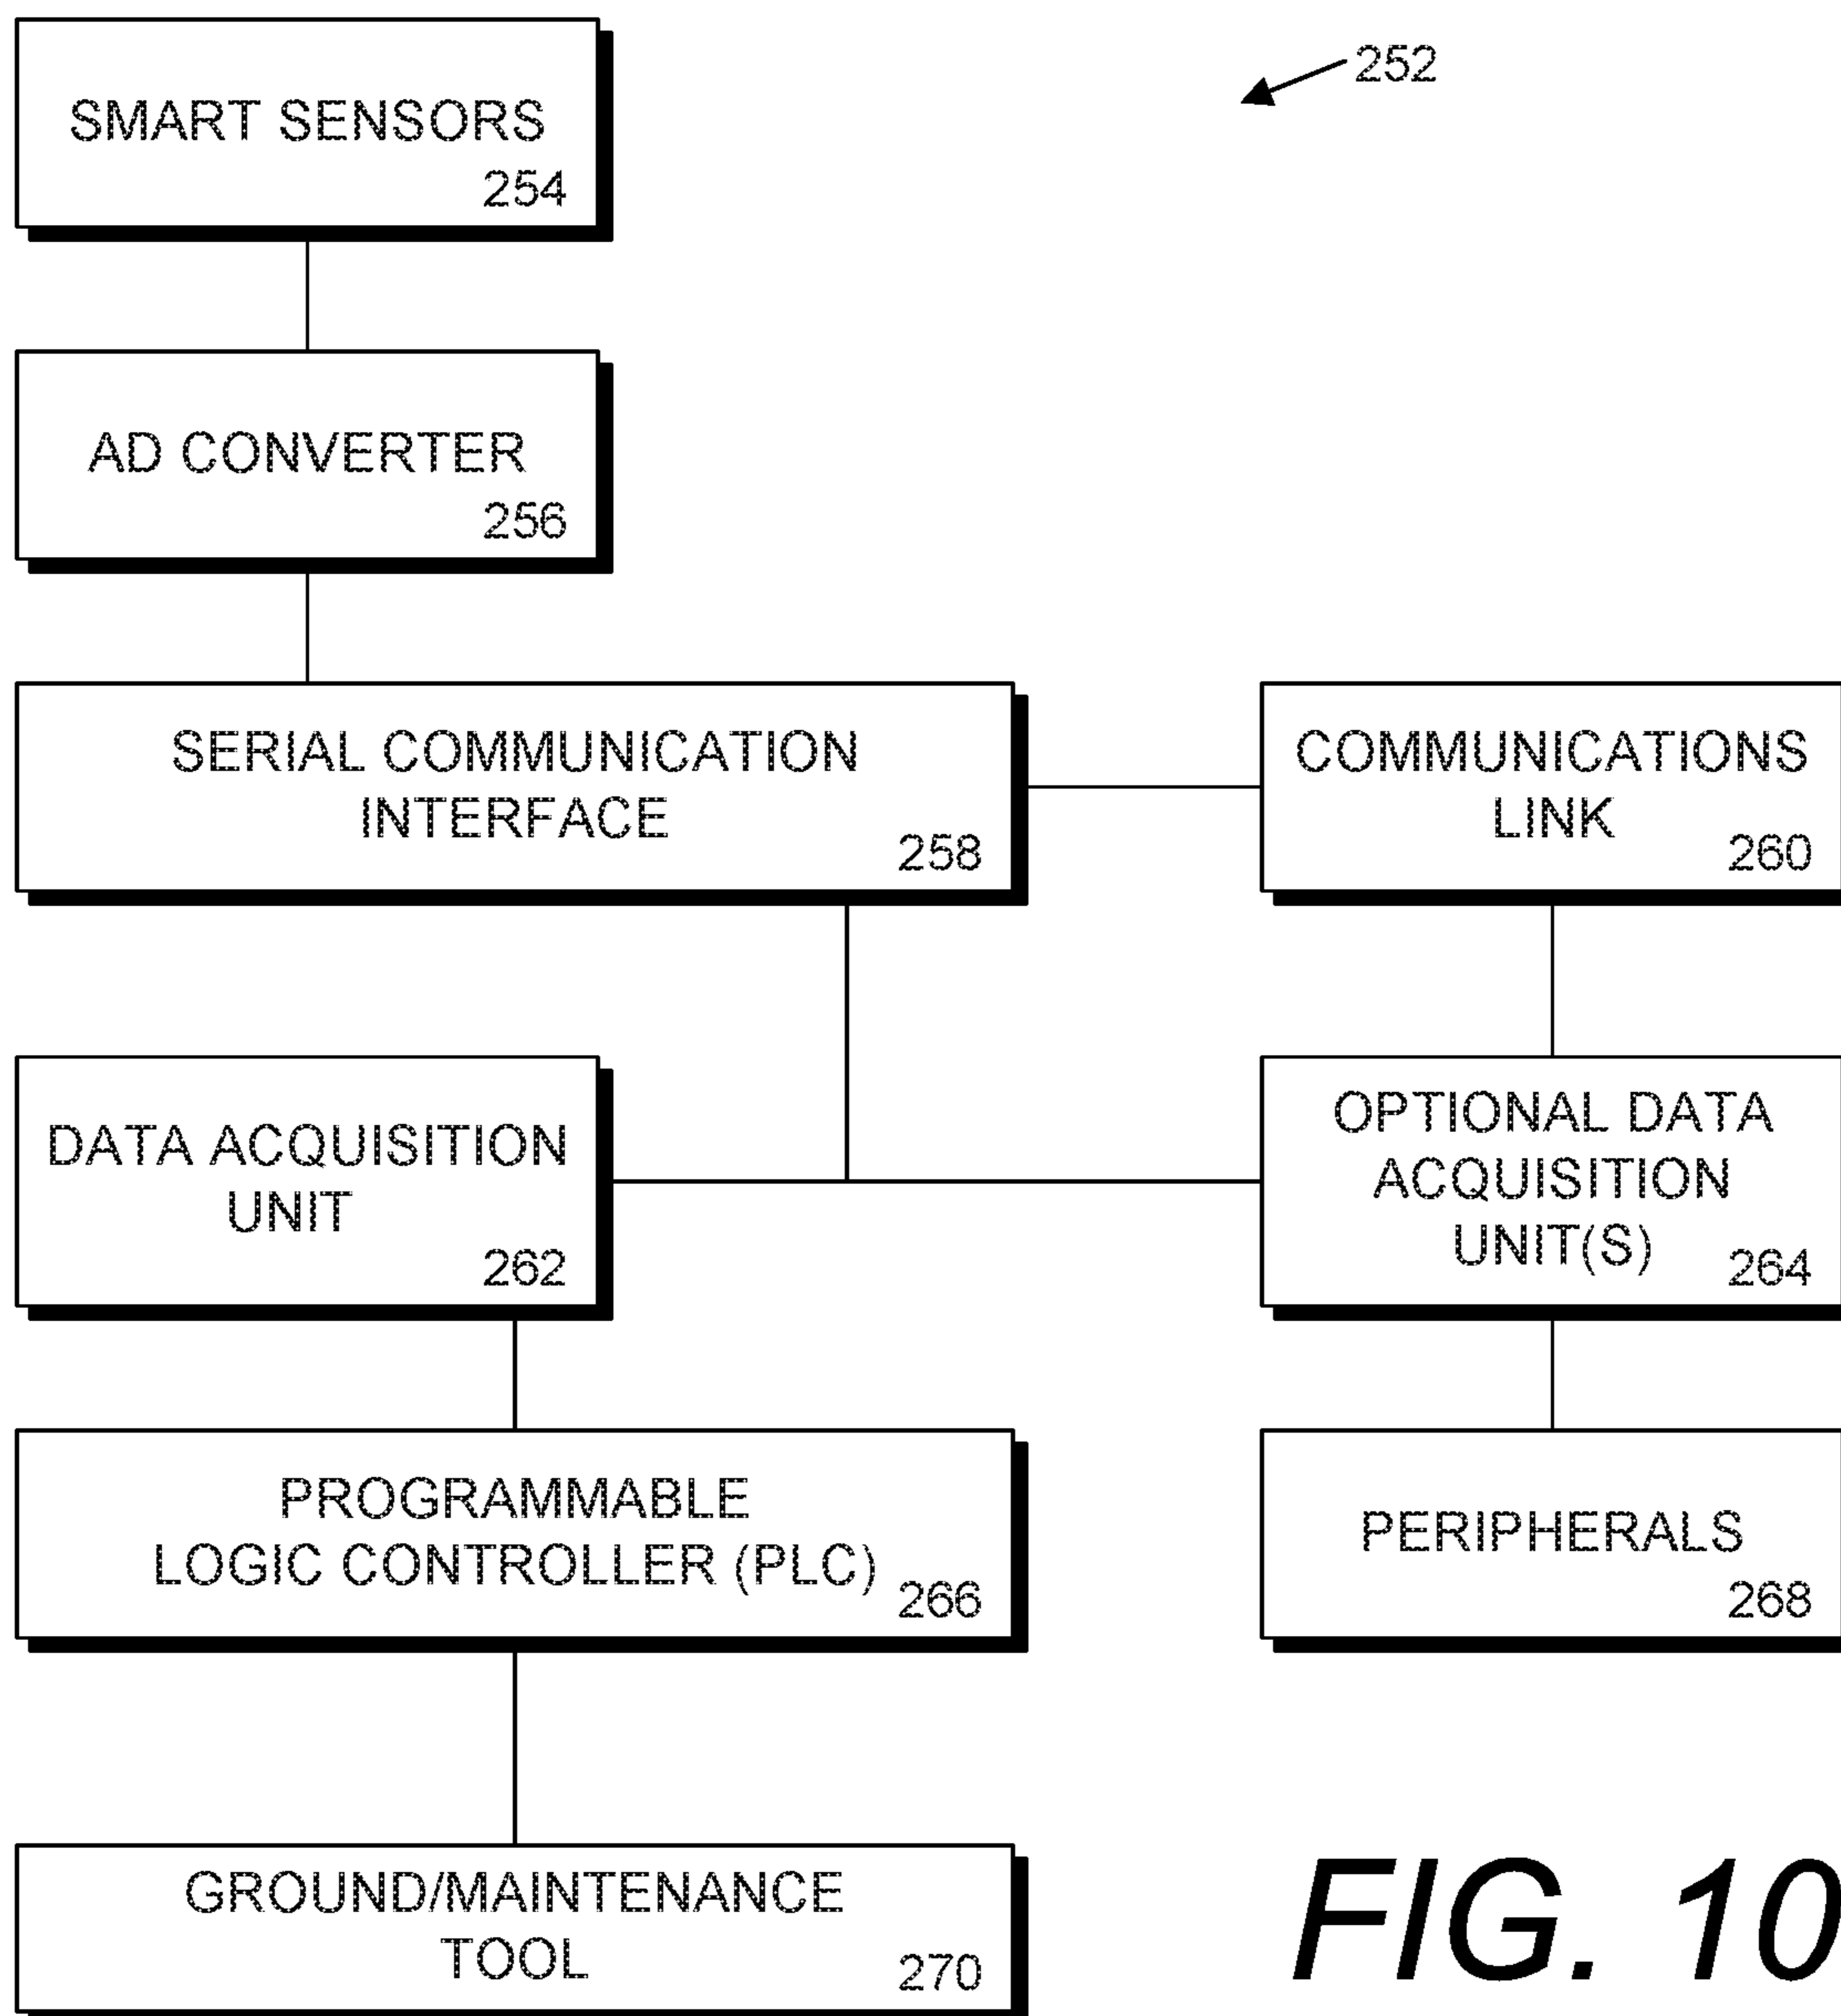 252
SMART SENSORS
254
AD CONVERTER
256
SERIAL COMMUNICATION
INTERFACE
258
COMMUNICATIONS
LINK
260
DATA ACQUISITION
UNIT
262
OPTIONAL DATA
ACQUISITION
UNIT(S)
264
PROGRAMMABLE
LOGIC CONTROLLER (PLC)
266
PERIPHERALS
268
GROUND/MAINTENANCE
TOOL
270
FIG. 10